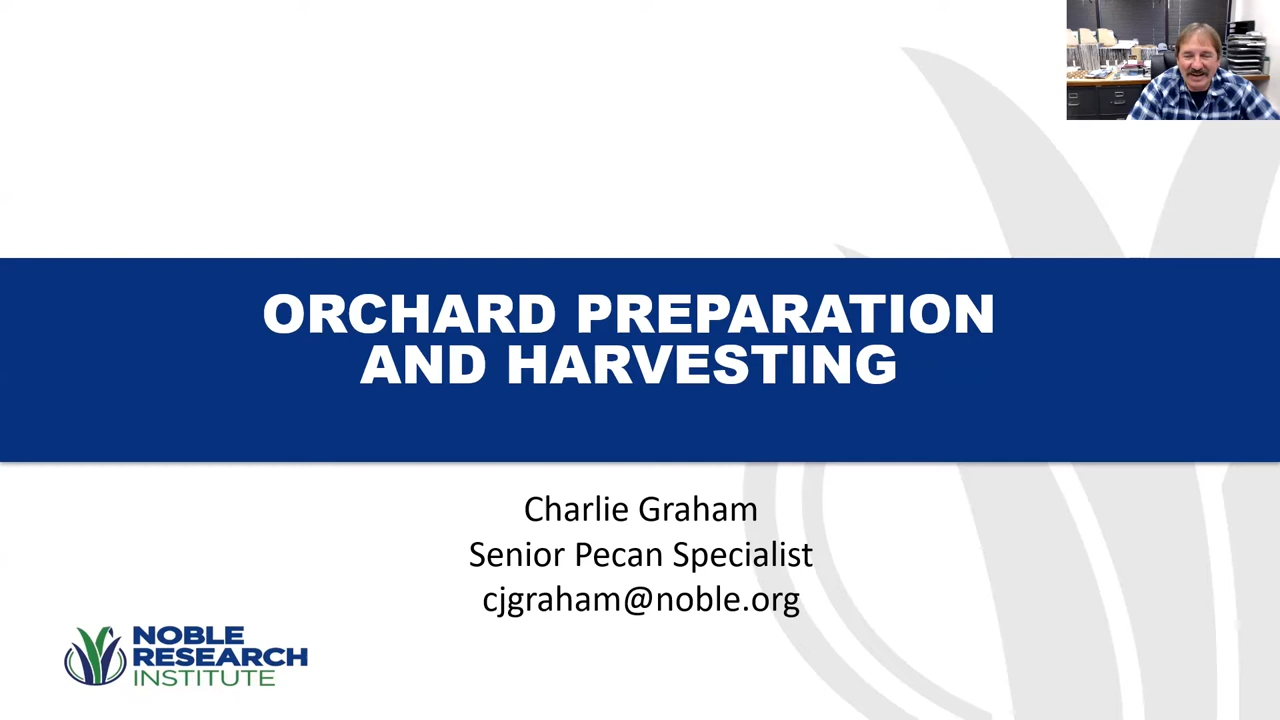 ORCHARD PREPARATION
AND HARVESTING
Charlie Graham
Senior Pecan Specialist
cjgraham@noble.org
NOBLE
RESEARCH
INSTITUTE